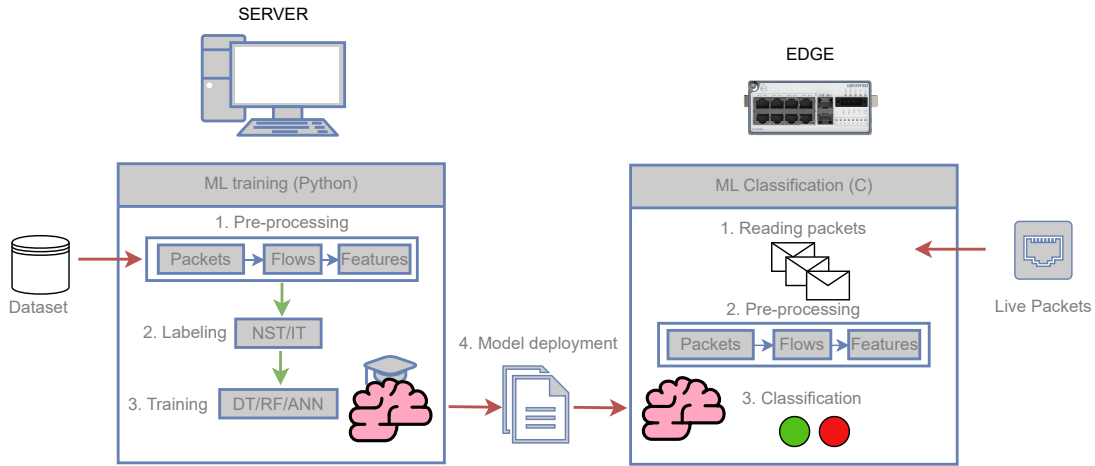 SERVER
EDGE
ML training (Python)
1. Pre-processing
Packets
Flows
Features
Dataset
2. Labeling
NST/IT
3. Training
DT/RF/ANN
4. Model deployment
ML Classification (C)
1. Reading packets
2. Pre-processing
Packets
Flows
Features
3. Classification
Live Packets